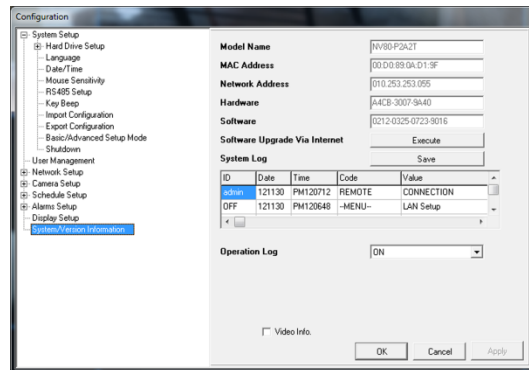 Configuration
System Setup
Hard Drive Setup
Language
Date/Time
Mouse Sensitivity
RS485 Setup
Key Beep
Import Configuration
Export Configuration
Basic/Advanced Setup Mode
Shutdown
User Management
Network Setup
Camera Setup
Schedule Setup
Alarms Setup
Display Setup
System/Version Information
Model Name NV80-P2A2T
MAC Address 00:D0:89:0A:D1:9F
Network Address 010.253.253.055
Hardware A4CB-3007-9A40
Software 0212-0325-0723-9016
Software Upgrade Via Internet Execute
System Log Save
ID Date Time Code Value
admin 121130 PM120712 REMOTE CONNECTION
OFF 121130 PM120648 --MENU-- LAN Setup
Operation Log ON
Video Info.
OK Cancel Apply